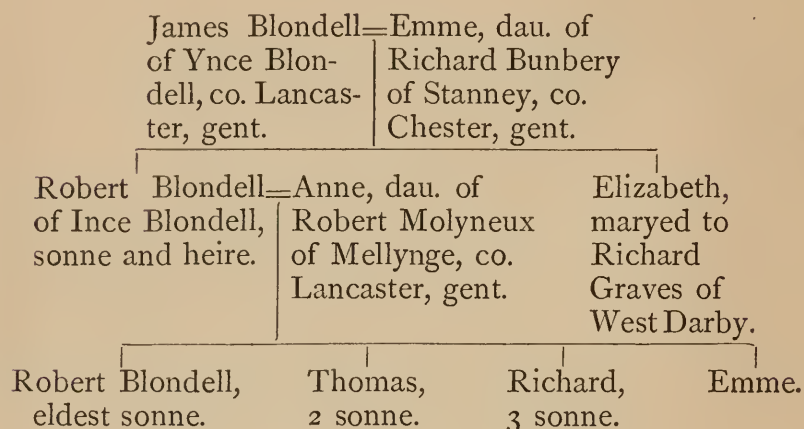 James Blondell=Emme, dau. of
of Ynce Blon- Richard Bunbery
dell, co. Lancas- of Stanney, co.
ter, gent. Chester, gent.
Robert Blondell=Anne, dau. of Elizabeth,
of Ince Blondell, Robert Molyneux maryed to
sonne and heire. of Mellynge, co. Richard
Lancaster, gent. Graves of
West Darby.
Robert Blondell, Thomas, Richard, Emme.
eldest sonne. 2 sonne. 3 sonne.